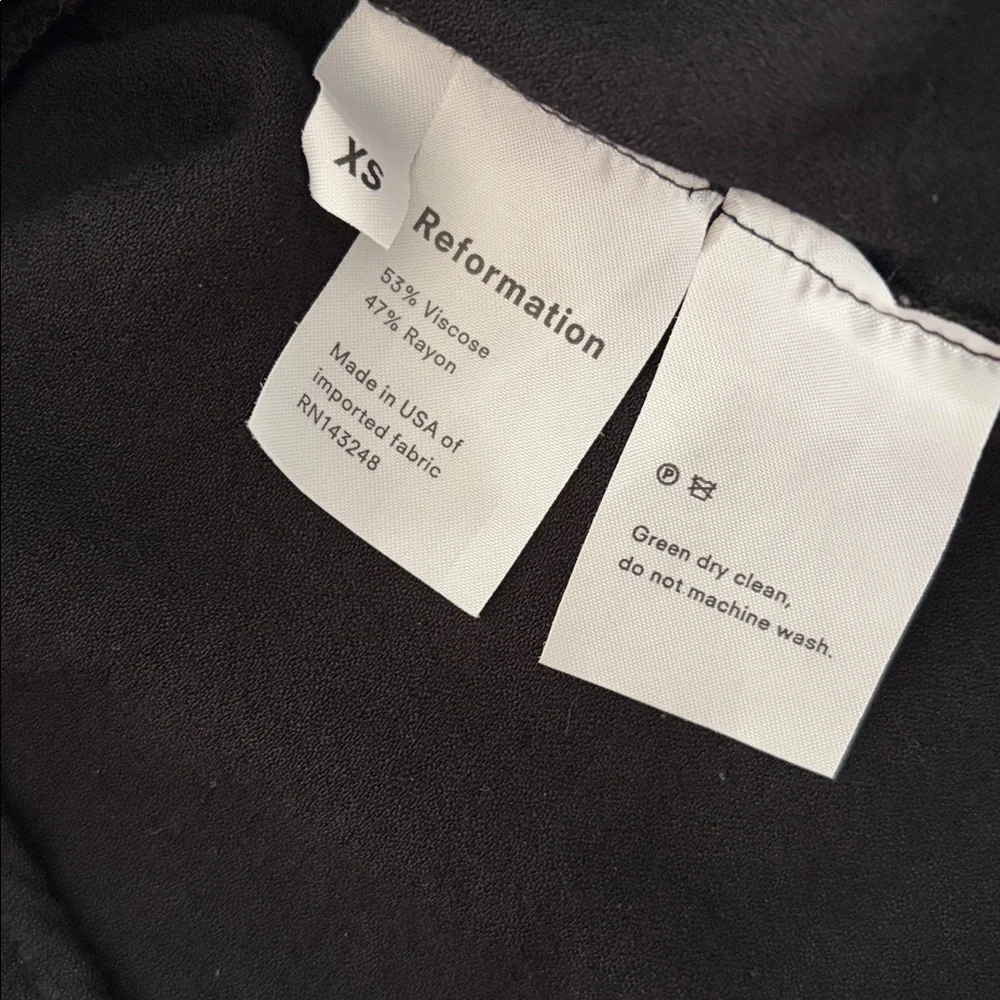 XS
Reformation
53% Viscose
47% Rayon
Made in USA of
imported fabric
RN143248
P
Green dry clean,
do not machine wash.